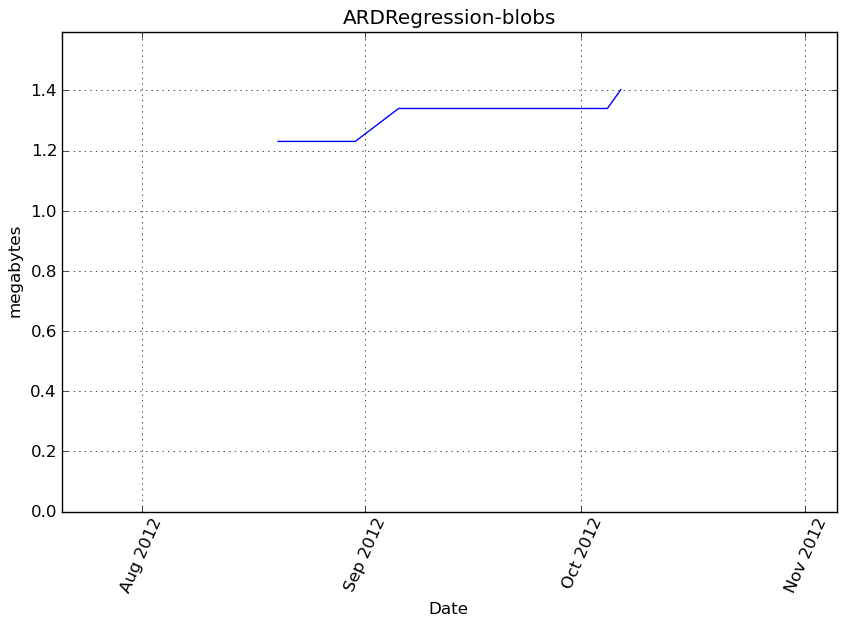 ARDRegression-blobs
1.4
1.2
1.0
0.8
0.6
0.4
0.2
0.0
megabytes
Aug 2012
Sep 2012
Oct 2012
Nov 2012
Date